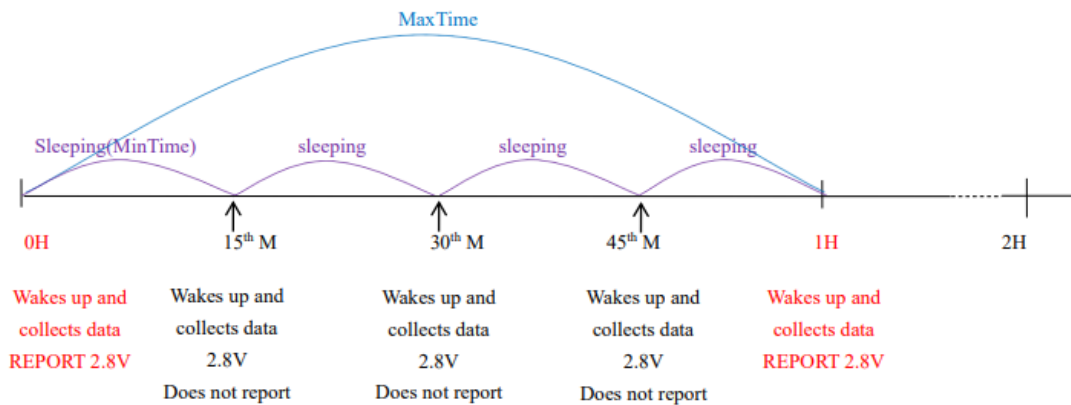 MaxTime
Sleeping(MinTime)
sleeping
sleeping
sleeping
0H
15th M
30th M
45th M
1H
2H
Wakes up and
collects data
REPORT 2.8V
Wakes up and
collects data
2.8V
Does not report
Wakes up and
collects data
2.8V
Does not report
Wakes up and
collects data
2.8V
Does not report
Wakes up and
collects data
REPORT 2.8V